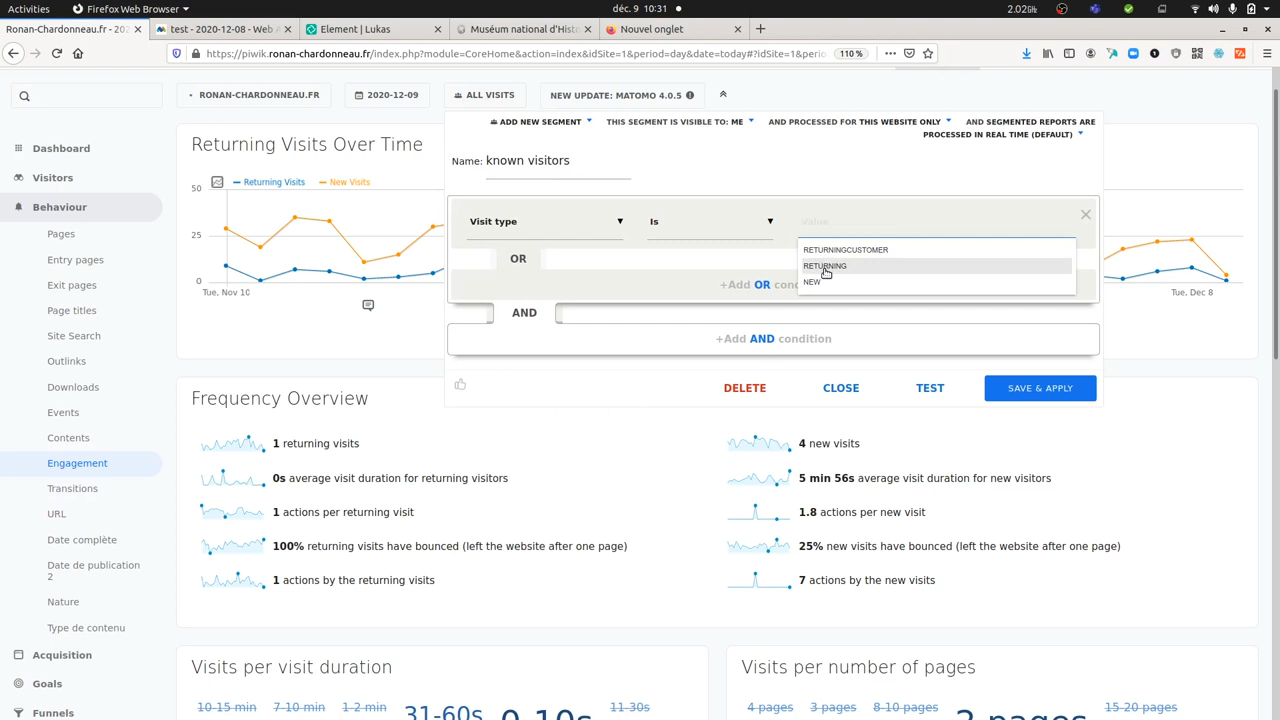 Activities
Firefox Web Browser
déc. 9 10:31
2.02čio
Ronan-Chardonneau.fr - 202
test - 2020-12-08 - Web A
Element | Lukas
Muséum national d'histoi
Nouvel onglet
https://piwik.ronan-chardonneau.fr/index.php?module=CoreHome&action=index&idSite=1&period=day&date=today#?idSite=1&perio
110 %
RONAN-CHARDONNEAU.FR
2020-12-09
ALL VISITS
NEW UPDATE: MATOMO 4.0.5
Dashboard
Visitors
Behaviour
Pages
Entry pages
Exit pages
Page titles
Site Search
Outlinks
Downloads
Events
Contents
Engagement
Transitions
URL
Date complète
Date de publication
2
Nature
Type de contenu
Acquisition
Goals
Funnels
Returning Visits Over Time
Returning Visits
New Visits
50
25
0
Tue, Nov 10
Tue, Dec 8
ADD NEW SEGMENT
THIS SEGMENT IS VISIBLE TO: ME
AND PROCESSED FOR THIS WEBSITE ONLY
AND SEGMENTED REPORTS ARE
PROCESSED IN REAL TIME (DEFAULT)
Name: known visitors
Visit type
Is
Value
RETURNINGCUSTOMER
RETURNING
NEW
OR
+Add OR cond
AND
+Add AND condition
DELETE
CLOSE
TEST
SAVE & APPLY
Frequency Overview
1 returning visits
4 new visits
0s average visit duration for returning visitors
5 min 56s average visit duration for new visitors
1 actions per returning visit
1.8 actions per new visit
100% returning visits have bounced (left the website after one page)
25% new visits have bounced (left the website after one page)
1 actions by the returning visits
7 actions by the new visits
Visits per visit duration
10-15 min
7-10 min
1-2 min
31-60s
0-10s
11-30s
Visits per number of pages
4 pages
3 pages
8-10 pages
2 pages
15-20 pages